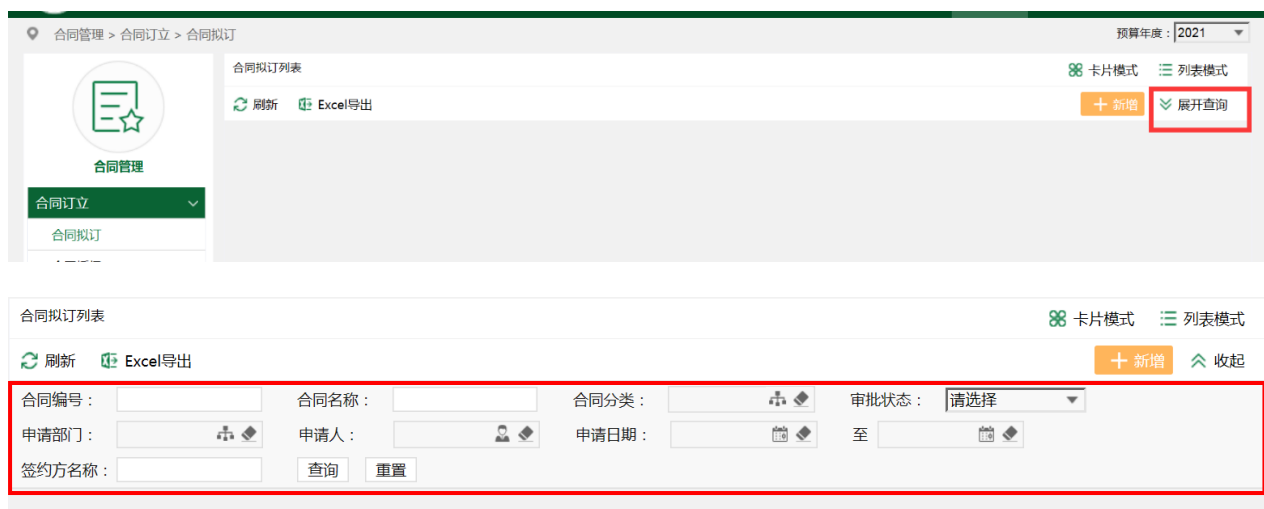 合同管理 > 合同订立 > 合同拟订 预算年度：2021
合同拟订列表 卡片模式 列表模式
刷新 Excel导出 新增 展开查询
合同管理
合同订立
合同拟订
合同拟订列表 卡片模式 列表模式
刷新 Excel导出 新增 收起
合同编号： 合同名称： 合同分类： 审批状态： 请选择
申请部门： 申请人： 申请日期： 至
签约方名称： 查询 重置